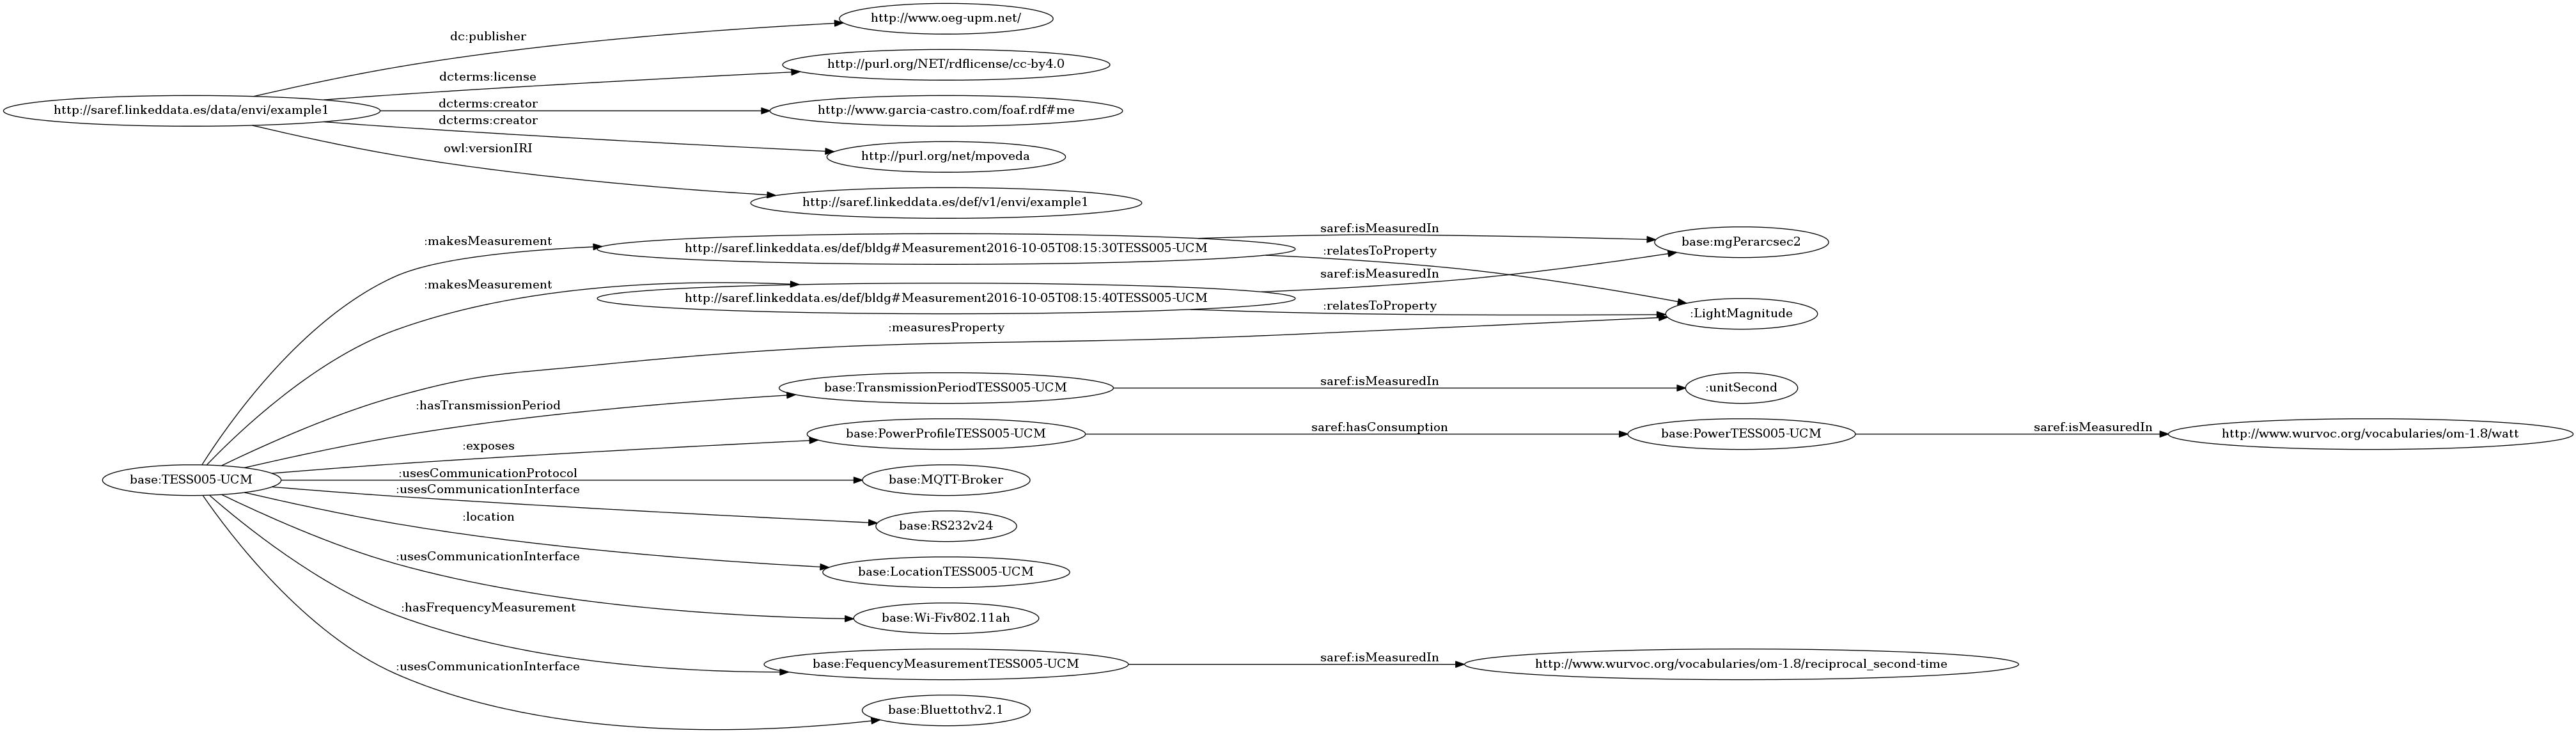 http://www.oeg-upm.net/
dc:publisher
http://purl.org/NET/rdflicense/cc-by4.0
dcterms:license
http://saref.linkeddata.es/data/envi/example1
dcterms:creator
http://www.garcia-castro.com/foaf.rdf#me
dcterms:creator
http://purl.org/net/mpoveda
owl:versionIRI
http://saref.linkeddata.es/def/v1/envi/example1
:makesMeasurement
http://saref.linkeddata.es/def/bldg#Measurement2016-10-05T08:15:30TESS005-UCM
saref:isMeasuredIn
base:mgPerarcsec2
:relatesToProperty
:makesMeasurement
http://saref.linkeddata.es/def/bldg#Measurement2016-10-05T08:15:40TESS005-UCM
saref:isMeasuredIn
:relatesToProperty
:LightMagnitude
:measuresProperty
:hasTransmissionPeriod
base:TransmissionPeriodTESS005-UCM
saref:isMeasuredIn
:unitSecond
:exposes
base:PowerProfileTESS005-UCM
saref:hasConsumption
base:PowerTESS005-UCM
saref:isMeasuredIn
http://www.wurvoc.org/vocabularies/om-1.8/watt
base:TESS005-UCM
:usesCommunicationProtocol
base:MQTT-Broker
:usesCommunicationInterface
base:RS232v24
:location
base:LocationTESS005-UCM
:usesCommunicationInterface
base:Wi-Fiv802.11ah
:hasFrequencyMeasurement
base:FequencyMeasurementTESS005-UCM
saref:isMeasuredIn
http://www.wurvoc.org/vocabularies/om-1.8/reciprocal_second-time
:usesCommunicationInterface
base:Bluettothv2.1